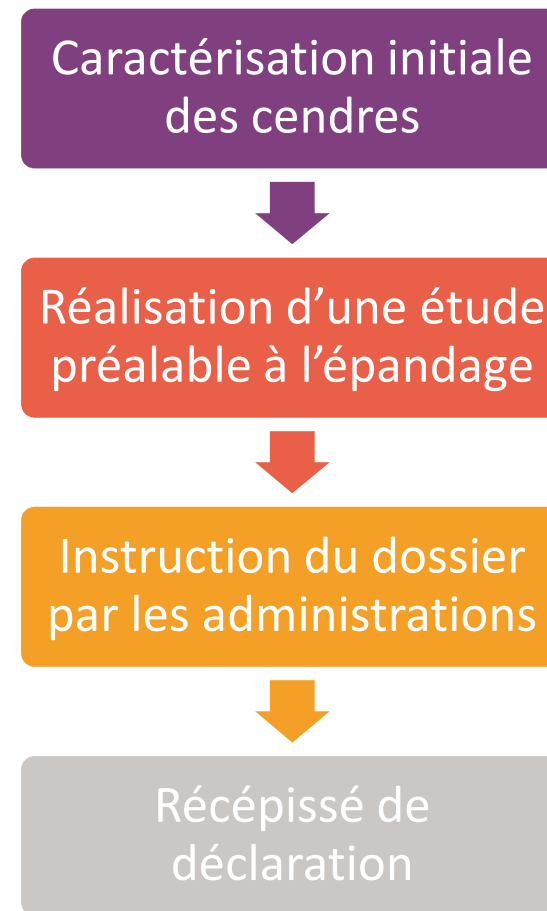 Caractérisation initiale
des cendres
Réalisation d’une étude
préalable à l’épandage
Instruction du dossier
par les administrations
Récépissé de
déclaration